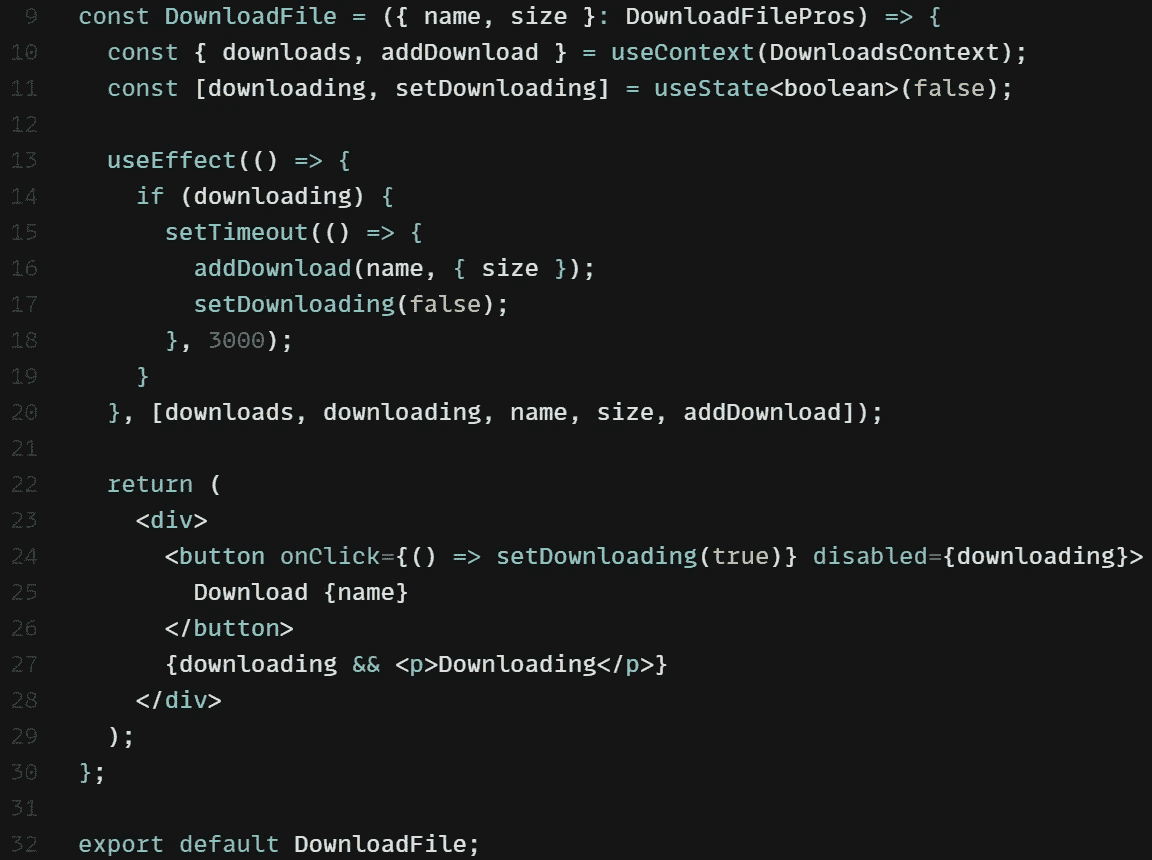 9 const DownloadFile = ({ name, size }: DownloadFilePros) => {
10 const { downloads, addDownload } = useContext(DownloadsContext);
11 const [downloading, setDownloading] = useState<boolean>(false);
12
13 useEffect(() => {
14 if (downloading) {
15 setTimeout(() => {
16 addDownload(name, { size });
17 setDownloading(false);
18 }, 3000);
19 }
20 }, [downloads, downloading, name, size, addDownload]);
21
22 return (
23 <div>
24 <button onClick={() => setDownloading(true)} disabled={downloading}>
25 Download {name}
26 </button>
27 {downloading && <p>Downloading</p>}
28 </div>
29 );
30 };
31
32 export default DownloadFile;